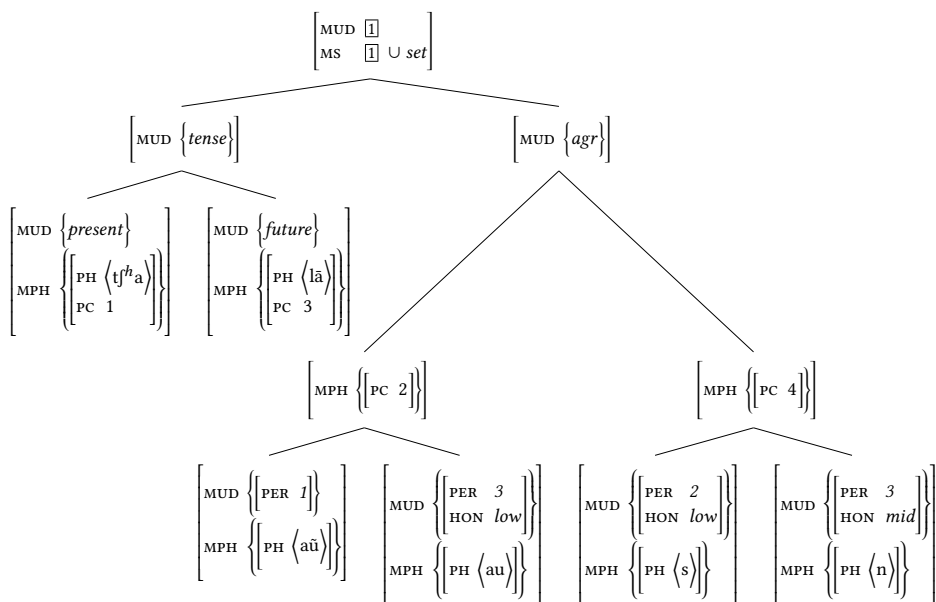 MUD 1
MS 1 ∪ set
MUD {tense}
MUD {agr}
MUD {present}
MPH {[PH ⟨tʃʰa⟩
PC 1]}
MUD {future}
MPH {[PH ⟨lā⟩
PC 3]}
MPH {[PC 2]}
MPH {[PC 4]}
MUD {[PER 1]}
MPH {[PH ⟨aũ⟩]}
MUD {[PER 3
HON low]}
MPH {[PH ⟨au⟩]}
MUD {[PER 2
HON low]}
MPH {[PH ⟨s⟩]}
MUD {[PER 3
HON mid]}
MPH {[PH ⟨n⟩]}